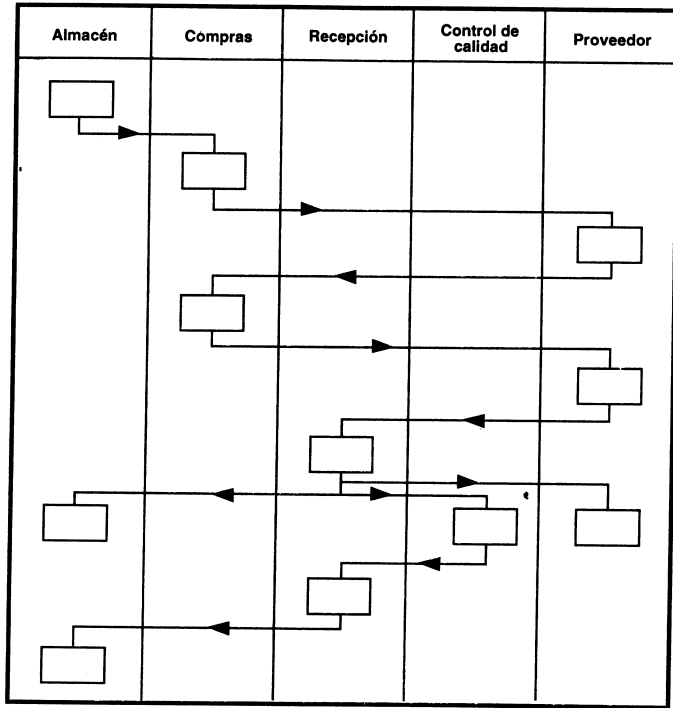 Almacén
Compras
Recepción
Control de
calidad
Proveedor